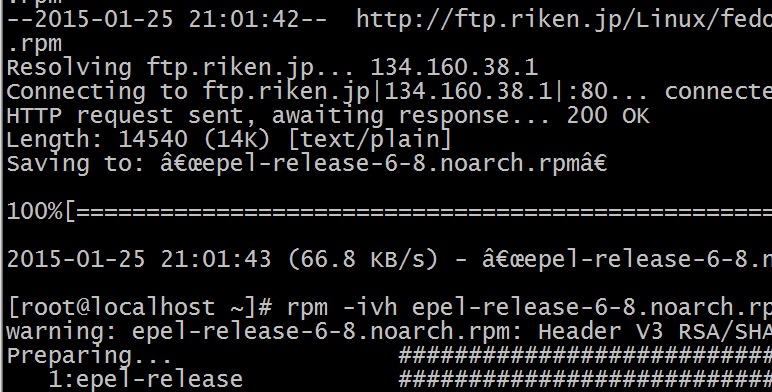 --2015-01-25 21:01:42-- http://ftp.riken.jp/Linux/fedo
.rpm
Resolving ftp.riken.jp... 134.160.38.1
Connecting to ftp.riken.jp|134.160.38.1|:80... connecte
HTTP request sent, awaiting response... 200 OK
Length: 14540 (14K) [text/plain]
Saving to: “epel-release-6-8.noarch.rpmâ€
100%[==================================================
2015-01-25 21:01:43 (66.8 KB/s) - “epel-release-6-8.n
[root@localhost ~]# rpm -ivh epel-release-6-8.noarch.rp
warning: epel-release-6-8.noarch.rpm: Header V3 RSA/SHA
Preparing... ###########################
1:epel-release ###########################